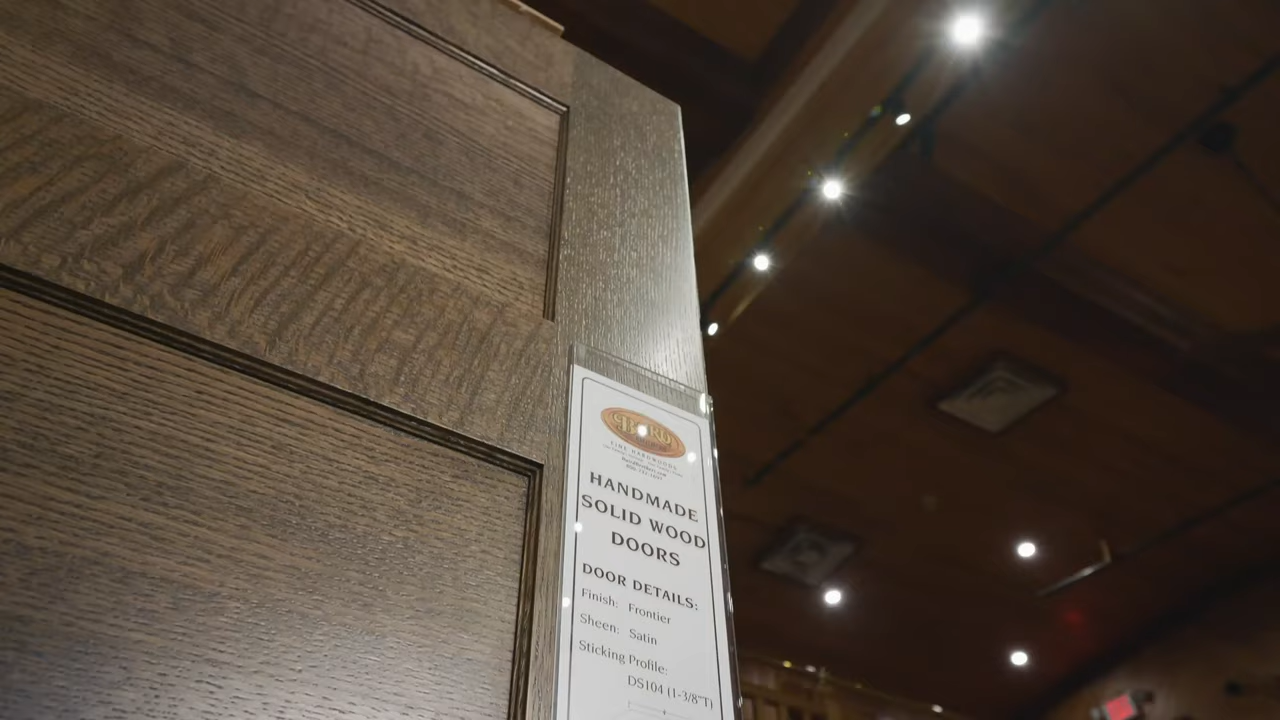 FINE HARDWOODS
HANDMADE
SOLID WOOD
DOORS
DOOR DETAILS:
Finish: Frontier
Sheen: Satin
Sticking Profile:
DS104 (1-3/8"T)